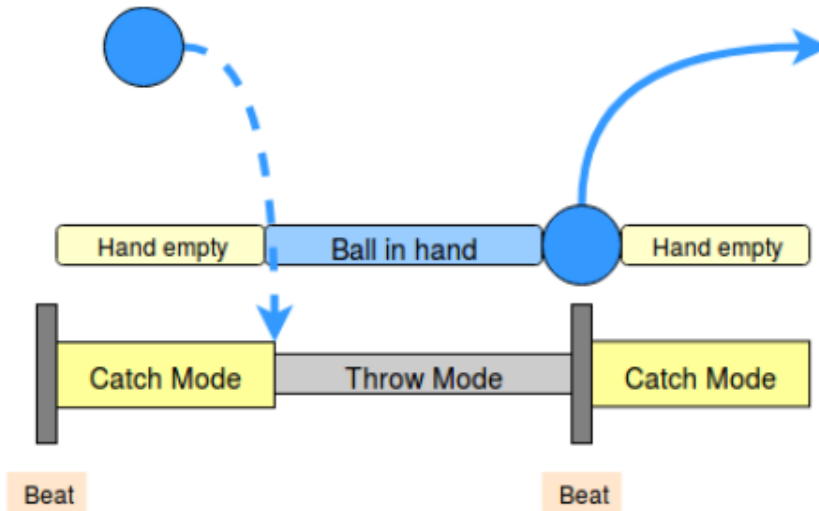 Hand empty
Ball in hand
Hand empty
Catch Mode
Throw Mode
Catch Mode
Beat
Beat